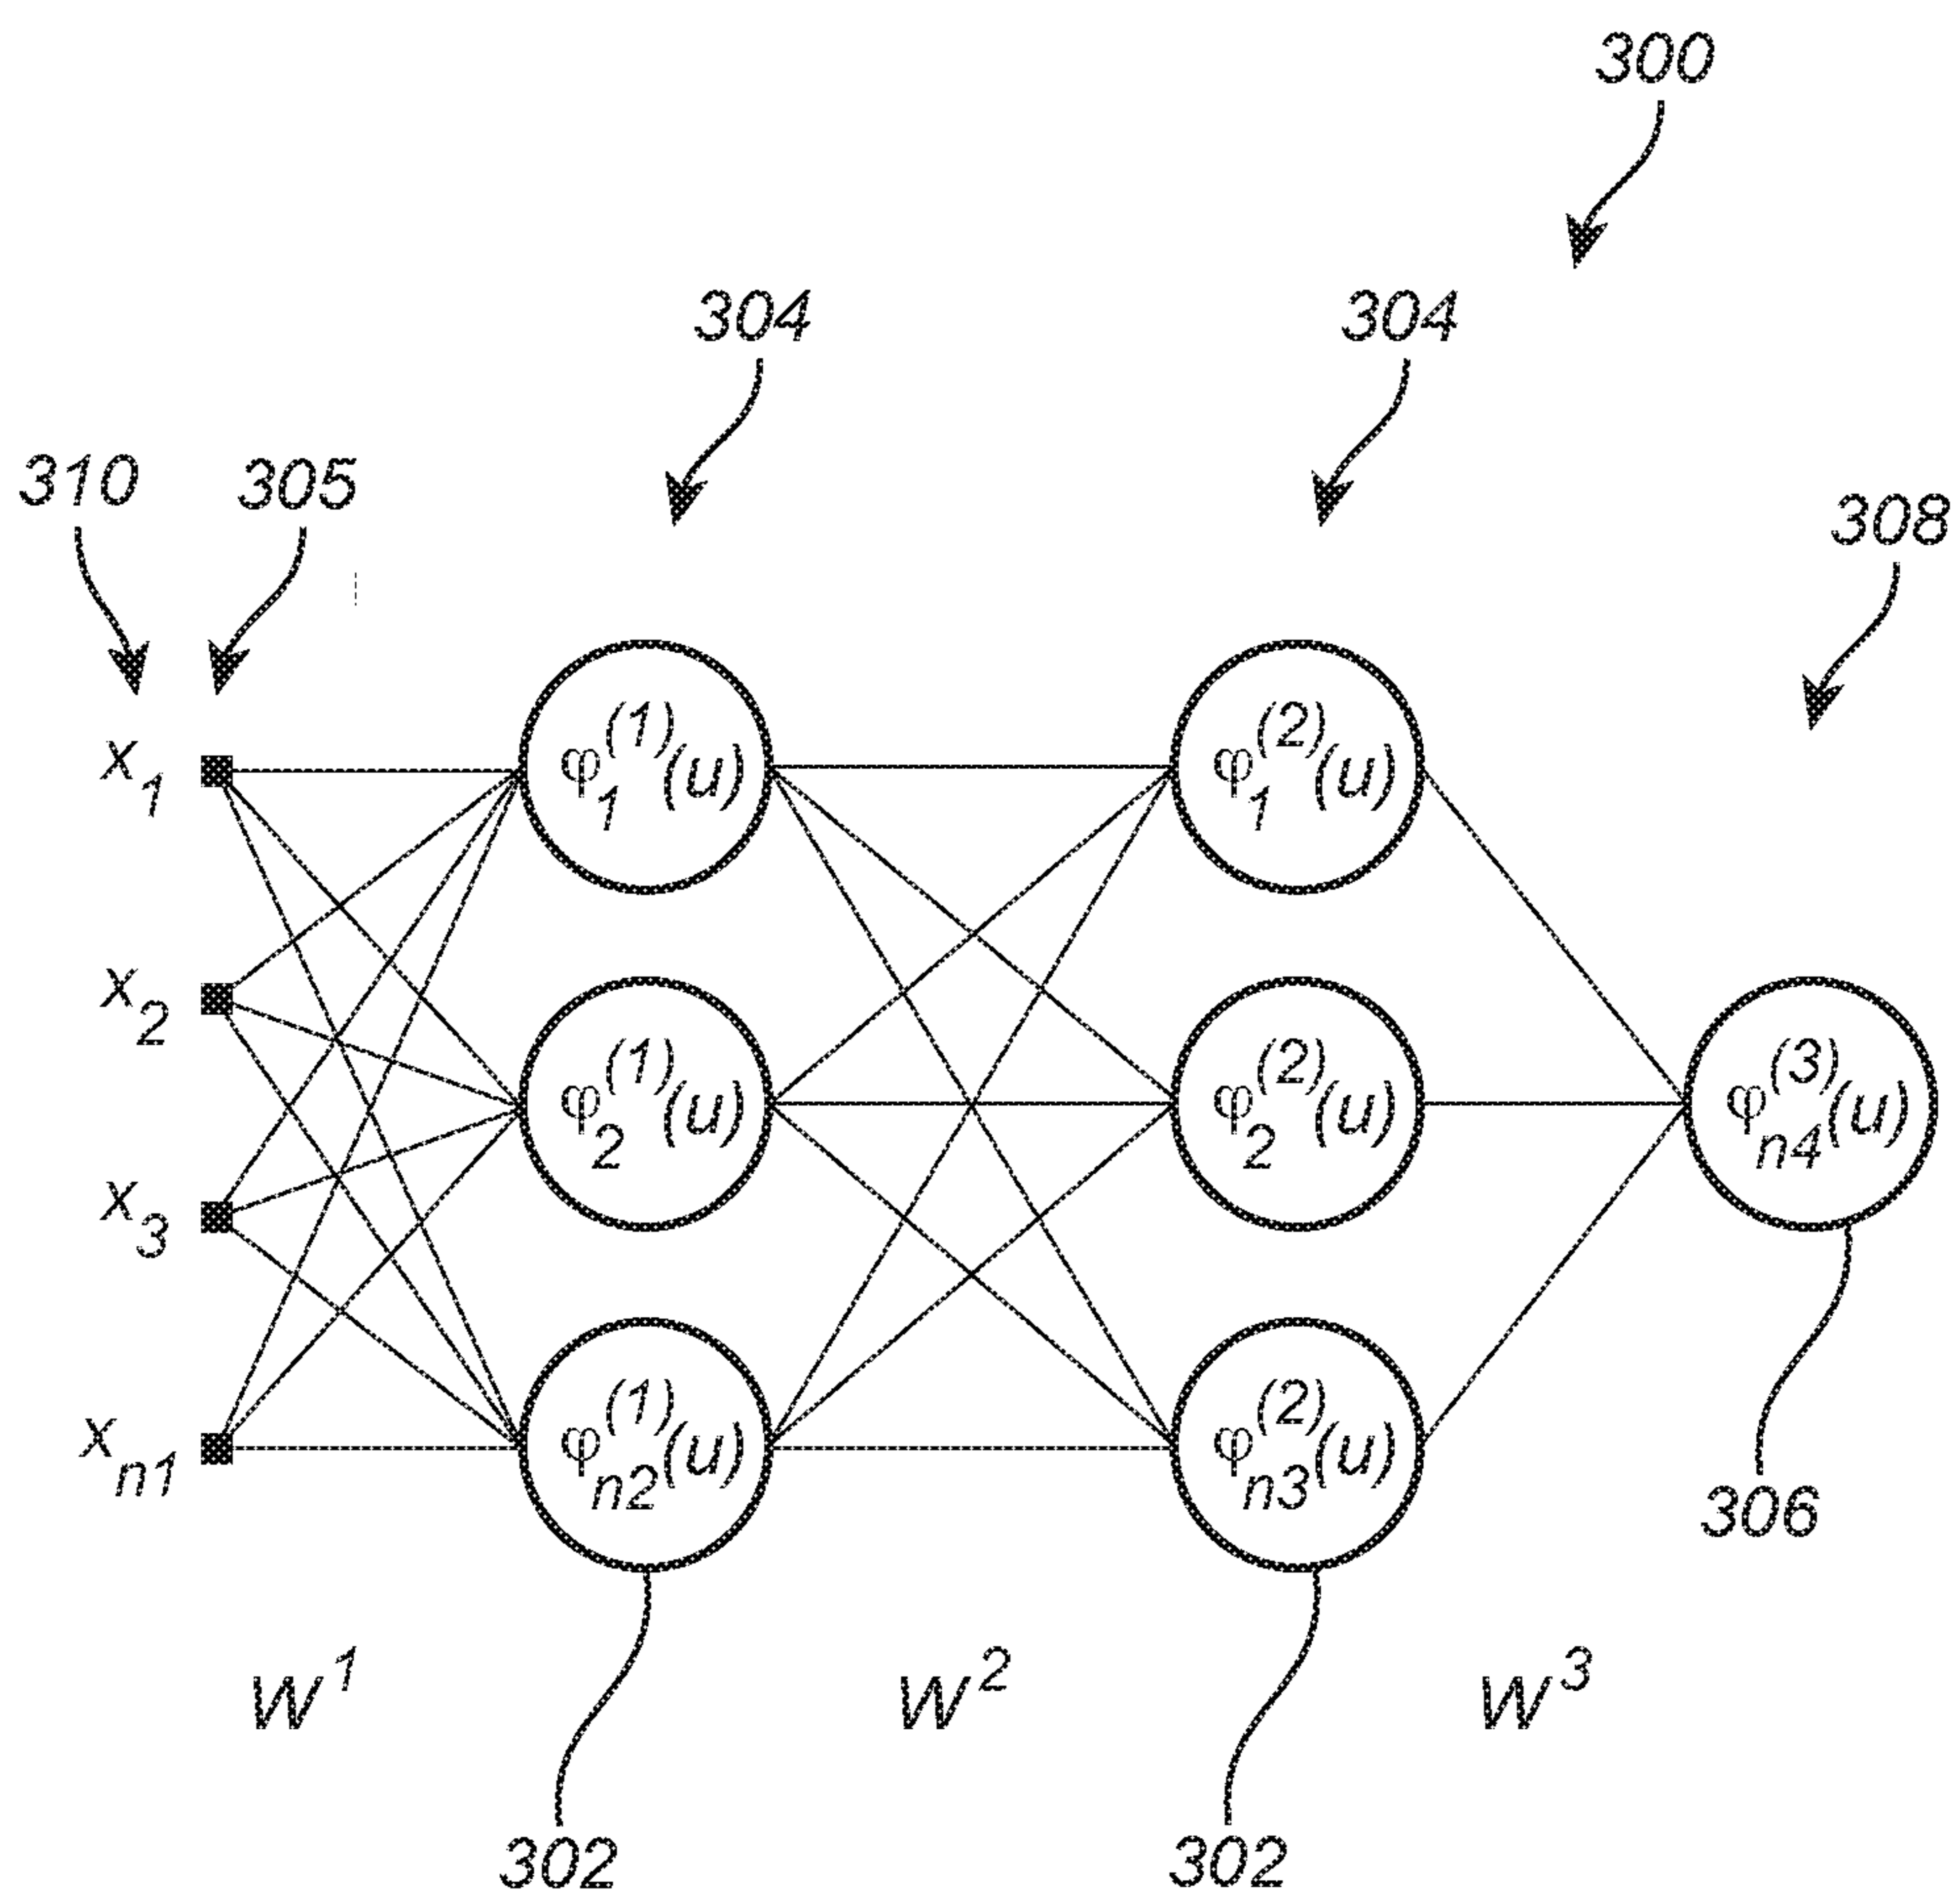 300
304 304
310 305
308
x₁ φ₁⁽¹⁾(u) φ₁⁽²⁾(u)
x₂ φ₂⁽¹⁾(u) φ₂⁽²⁾(u) φₙ₄⁽³⁾(u)
x₃
xₙ₁ φₙ₂⁽¹⁾(u) φₙ₃⁽²⁾(u)
306
W¹ W² W³
302 302